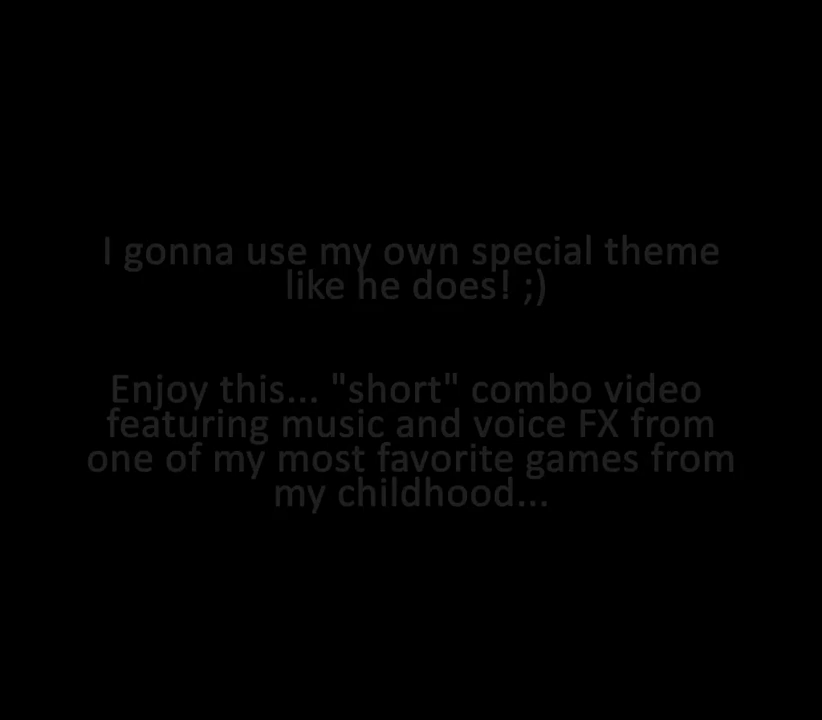 I gonna use my own special theme
like he does! ;)
Enjoy this... "short" combo video
featuring music and voice FX from
one of my most favorite games from
my childhood...